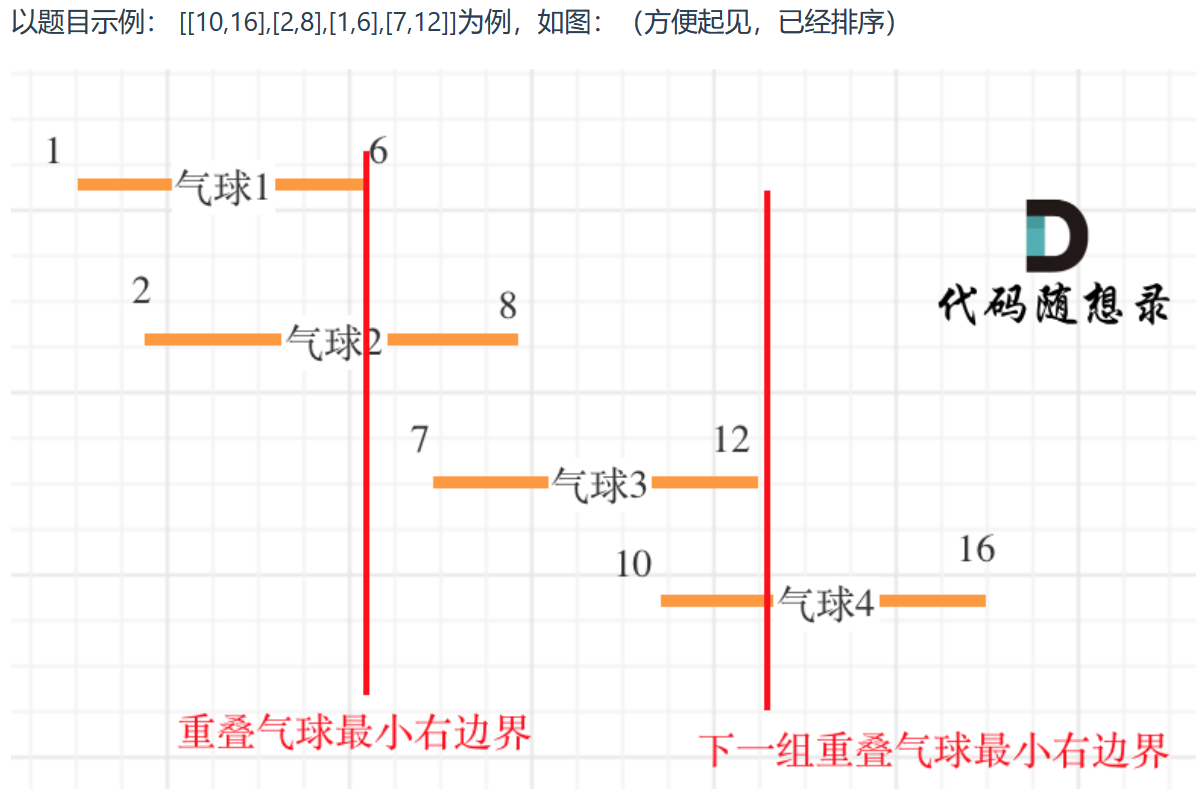 以题目示例： [[10,16],[2,8],[1,6],[7,12]]为例，如图：（方便起见，已经排序）
1
6
气球1
2
8
气球2
7
12
气球3
10
16
气球4
代码随想录
重叠气球最小右边界
下一组重叠气球最小右边界